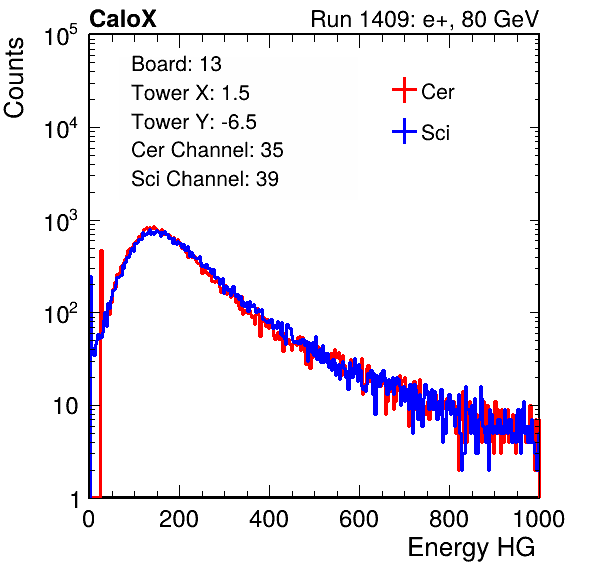 CaloX Run 1409: e+, 80 GeV
Counts
Board: 13
Tower X: 1.5
Tower Y: -6.5
Cer Channel: 35
Sci Channel: 39
Cer
Sci
10^5
10^4
10^3
10^2
10
1
0 200 400 600 800 1000
Energy HG